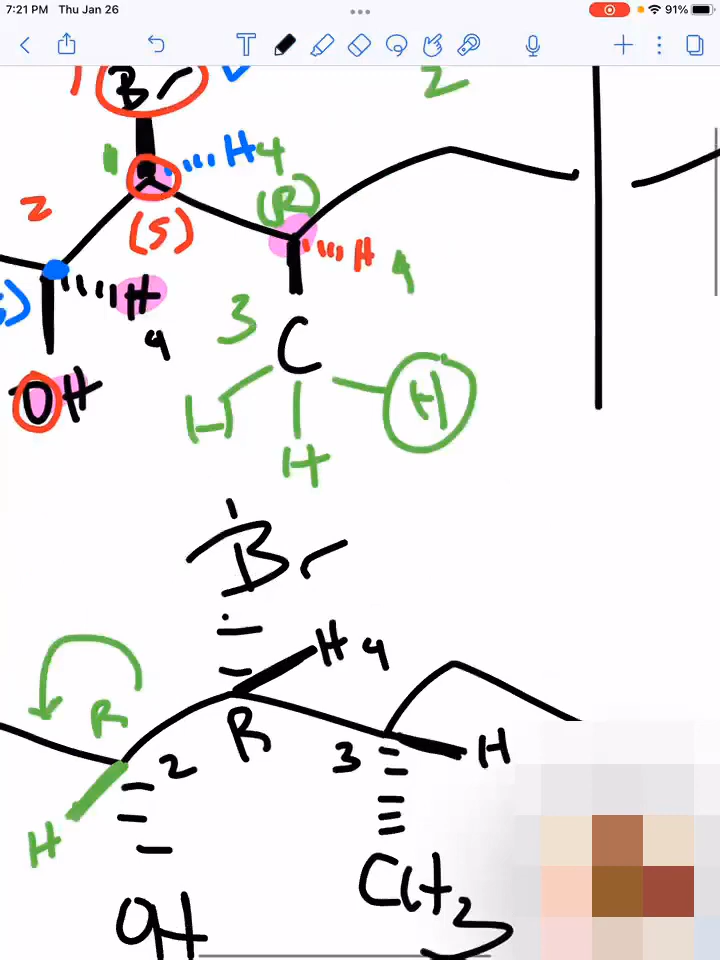 7:21 PM Thu Jan 26
91%
T
1 Br 2
1 H 4
2 (R)
(S) H 4
H
4 3 C
OH H H
H
Br
H 4
R
R
2 3 H
H
OH CH3